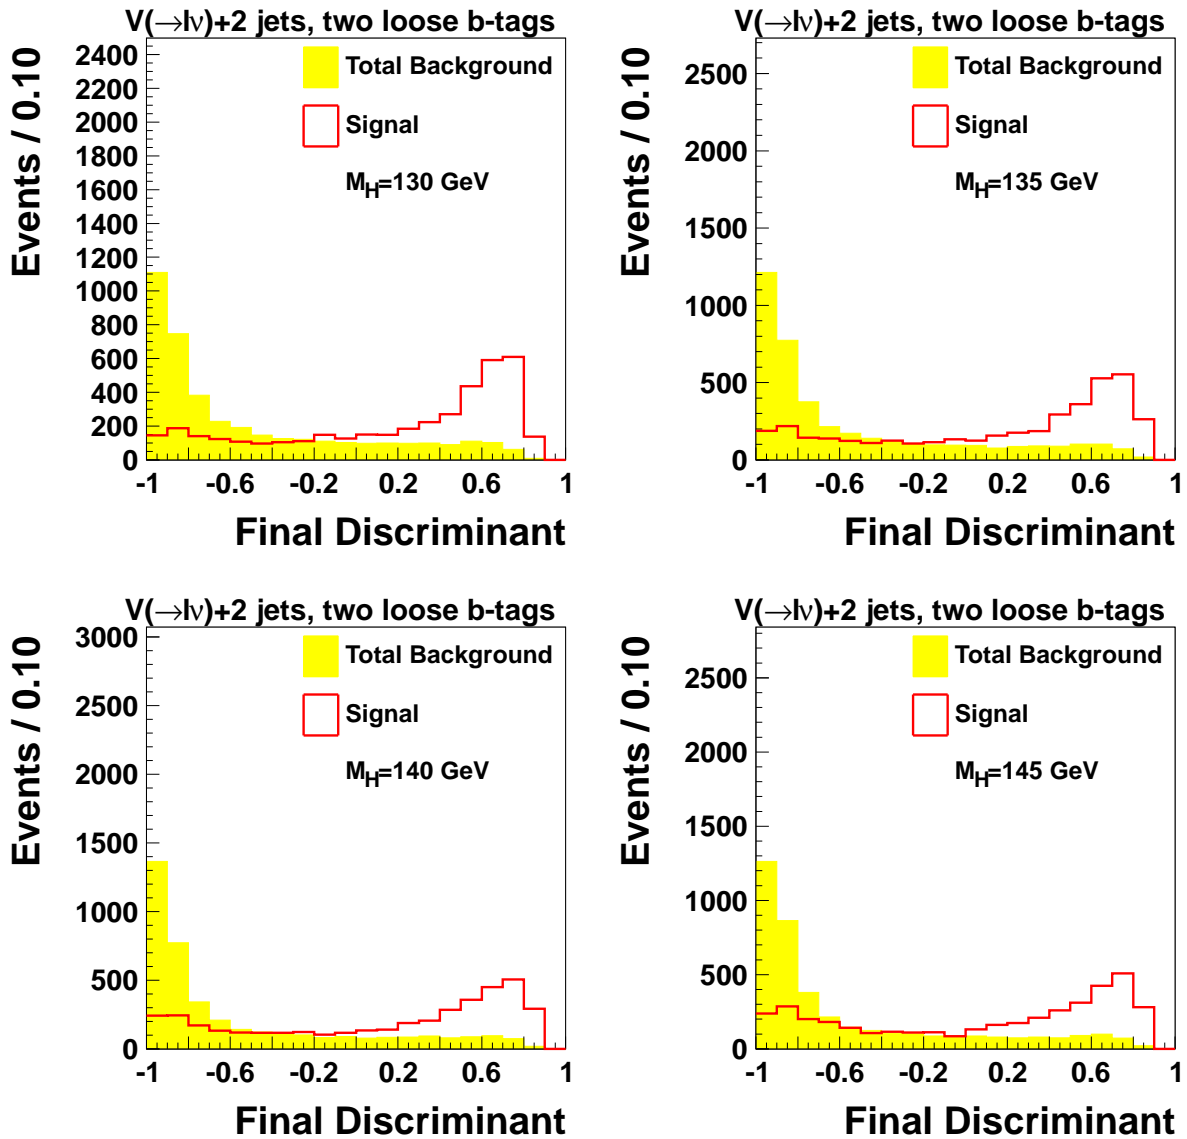 V(→lν)+2 jets, two loose b-tags
Events / 0.10
2400
2200
2000
1800
1600
1400
1200
1000
800
600
400
200
0
Total Background
Signal
M_H=130 GeV
-1 -0.6 -0.2 0.2 0.6 1
Final Discriminant
V(→lν)+2 jets, two loose b-tags
Events / 0.10
2500
2000
1500
1000
500
0
Total Background
Signal
M_H=135 GeV
-1 -0.6 -0.2 0.2 0.6 1
Final Discriminant
V(→lν)+2 jets, two loose b-tags
Events / 0.10
3000
2500
2000
1500
1000
500
0
Total Background
Signal
M_H=140 GeV
-1 -0.6 -0.2 0.2 0.6 1
Final Discriminant
V(→lν)+2 jets, two loose b-tags
Events / 0.10
2500
2000
1500
1000
500
0
Total Background
Signal
M_H=145 GeV
-1 -0.6 -0.2 0.2 0.6 1
Final Discriminant